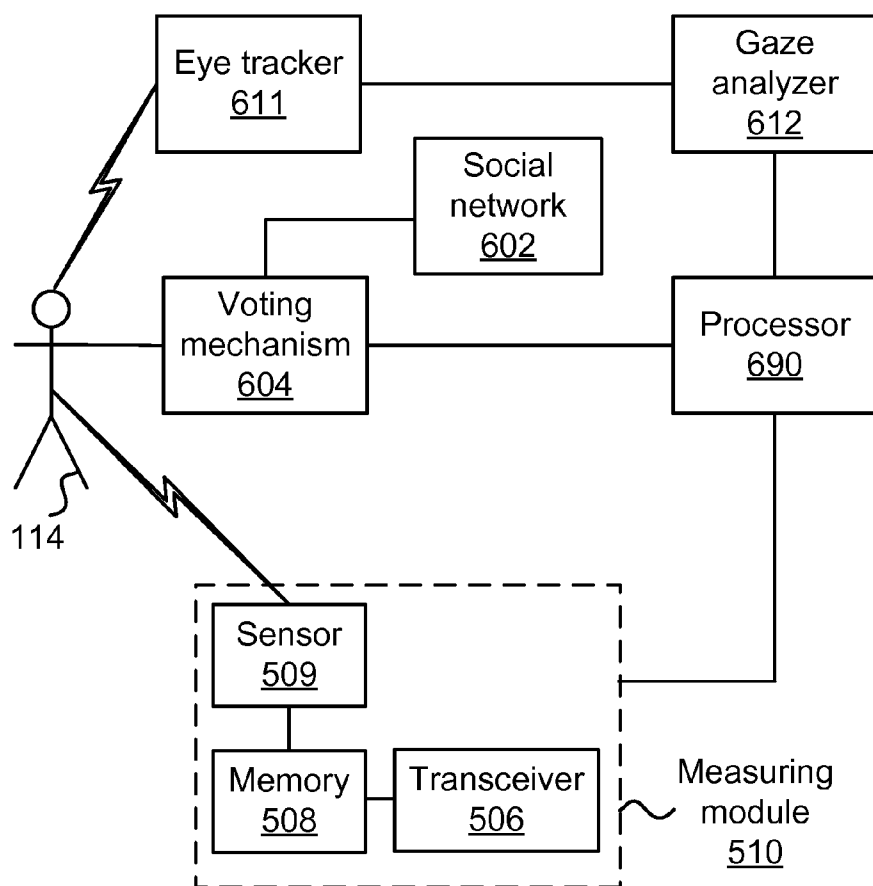 Eye tracker
611
Gaze
analyzer
612
Social
network
602
Voting
mechanism
604
Processor
690
114
Sensor
509
Memory
508
Transceiver
506
Measuring
module
510